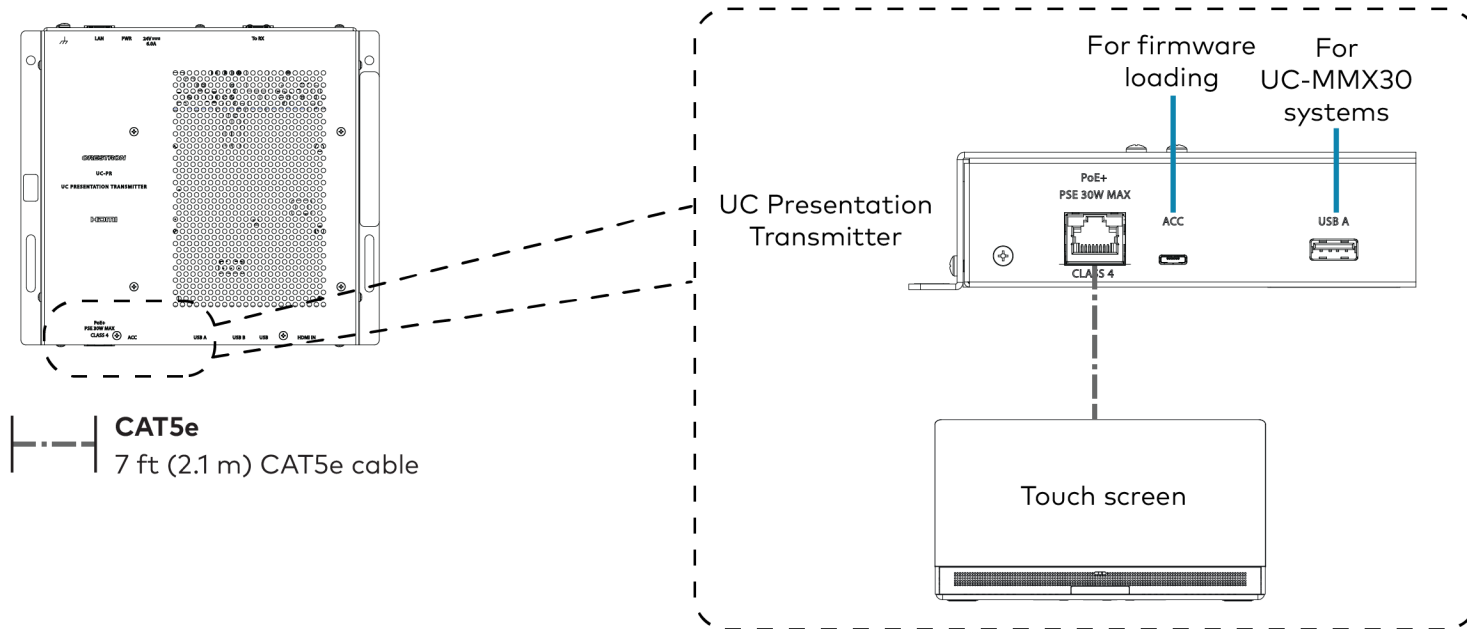 LAN PWR 24V 6.0A To RX
CRESTRON
UC-PR
UC PRESENTATION TRANSMITTER
HDMI
PoE+
PSE 30W MAX
CLASS 4
ACC USB A USB B USB HDMI IN
CAT5e
7 ft (2.1 m) CAT5e cable
UC Presentation
Transmitter
For firmware
loading
For
UC-MMX30
systems
PoE+
PSE 30W MAX
CLASS 4
ACC
USB A
Touch screen